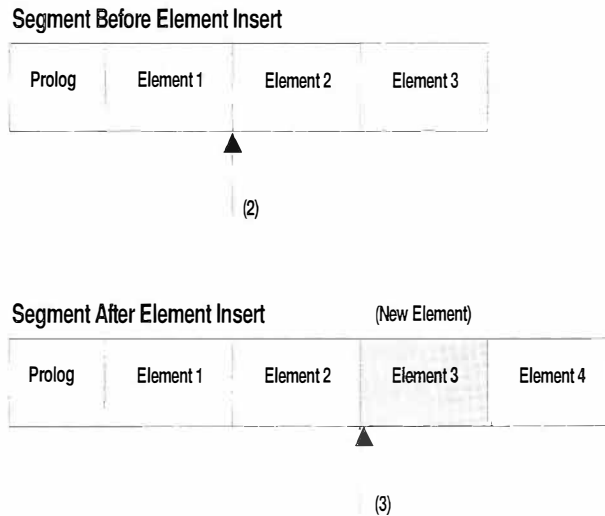 Segment Before Element Insert
Prolog Element 1 Element 2 Element 3
(2)
Segment After Element Insert (New Element)
Prolog Element 1 Element 2 Element 3 Element 4
(3)